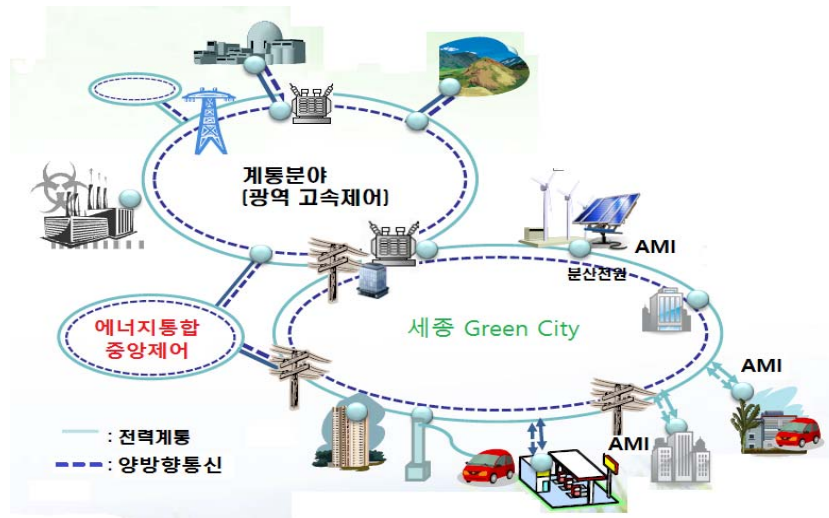 계통분야
(광역 고속제어)
AMI
분산전원
에너지통합
중앙제어
세종 Green City
AMI
AMI
: 전력계통
: 양방향통신